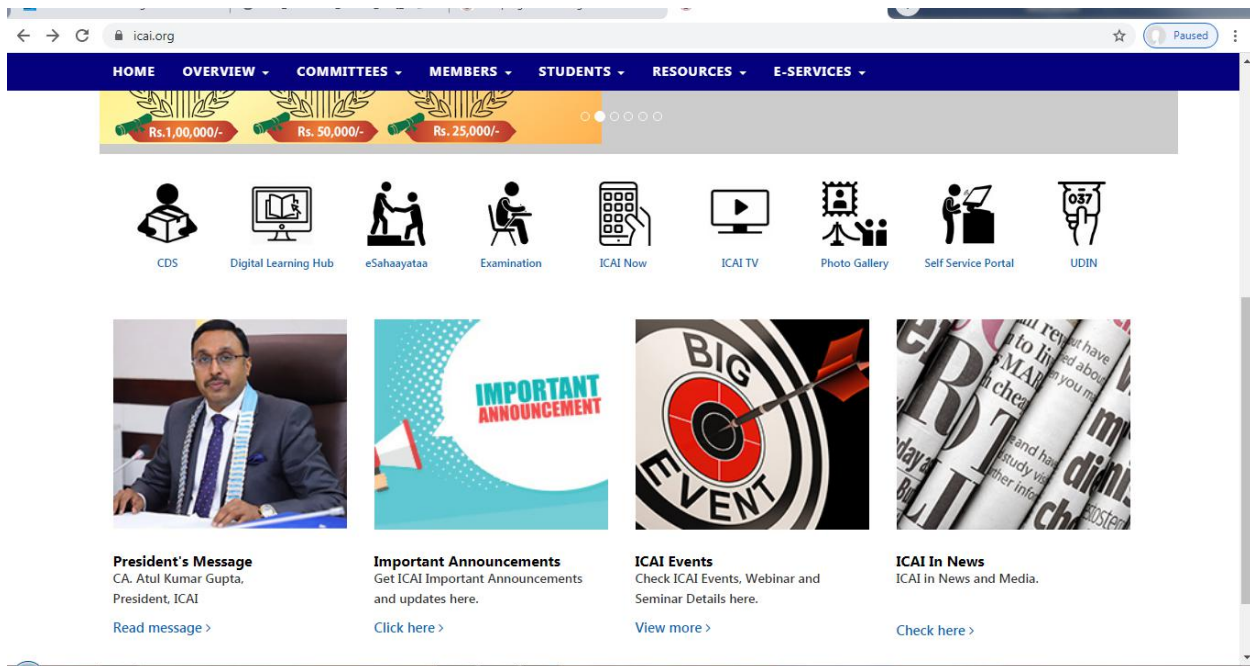 icai.org
Paused
HOME OVERVIEW COMMITTEES MEMBERS STUDENTS RESOURCES E-SERVICES
Rs.1,00,000/- Rs. 50,000/- Rs. 25,000/-
037
CDS Digital Learning Hub eSahaayataa Examination ICAI Now ICAI TV Photo Gallery Self Service Portal UDIN
IMPORTANT
ANNOUNCEMENT
BIG
EVENT
President's Message
CA. Atul Kumar Gupta,
President, ICAI
Read message >
Important Announcements
Get ICAI Important Announcements
and updates here.
Click here >
ICAI Events
Check ICAI Events, Webinar and
Seminar Details here.
View more >
ICAI In News
ICAI in News and Media.
Check here >